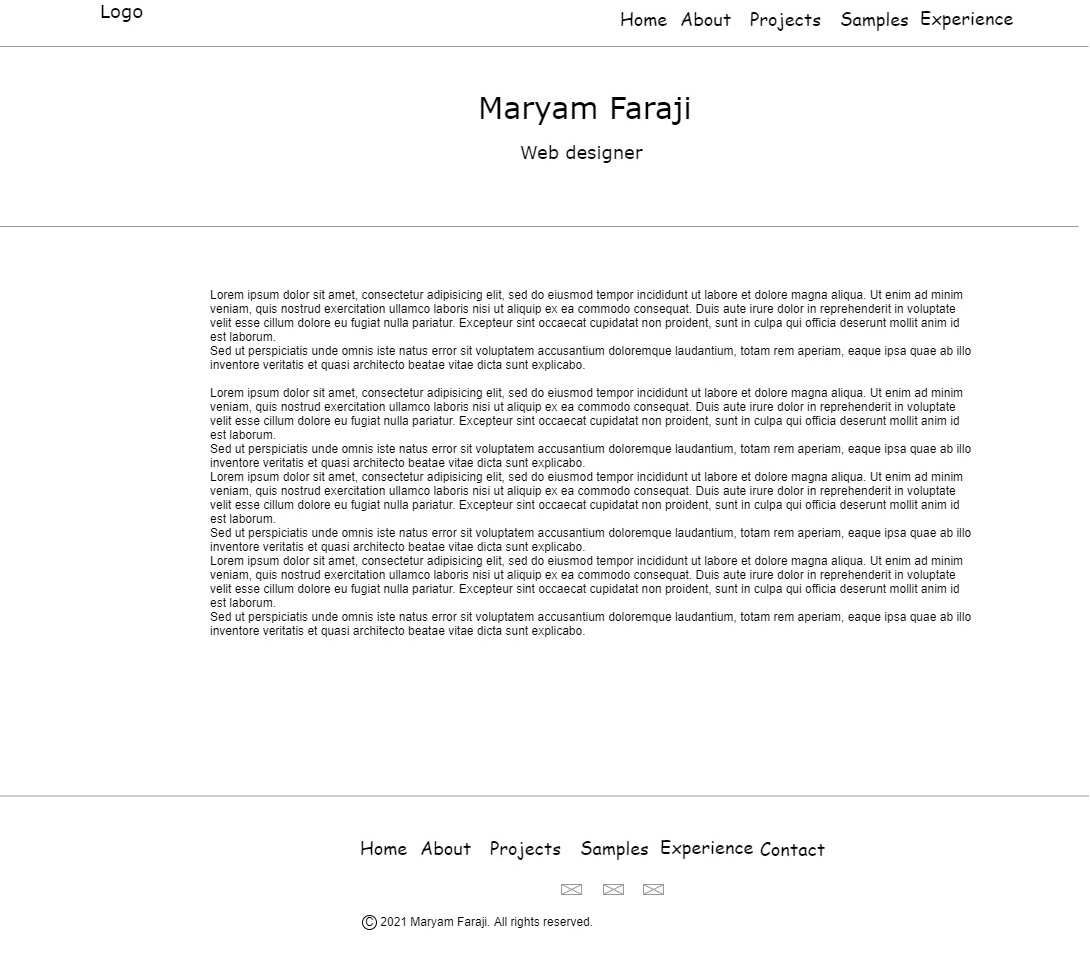 Logo
Home About Projects Samples Experience
Maryam Faraji
Web designer
Lorem ipsum dolor sit amet, consectetur adipisicing elit, sed do eiusmod tempor incididunt ut labore et dolore magna aliqua. Ut enim ad minim
veniam, quis nostrud exercitation ullamco laboris nisi ut aliquip ex ea commodo consequat. Duis aute irure dolor in reprehenderit in voluptate
velit esse cillum dolore eu fugiat nulla pariatur. Excepteur sint occaecat cupidatat non proident, sunt in culpa qui officia deserunt mollit anim id
est laborum.
Sed ut perspiciatis unde omnis iste natus error sit voluptatem accusantium doloremque laudantium, totam rem aperiam, eaque ipsa quae ab illo
inventore veritatis et quasi architecto beatae vitae dicta sunt explicabo.
Lorem ipsum dolor sit amet, consectetur adipisicing elit, sed do eiusmod tempor incididunt ut labore et dolore magna aliqua. Ut enim ad minim
veniam, quis nostrud exercitation ullamco laboris nisi ut aliquip ex ea commodo consequat. Duis aute irure dolor in reprehenderit in voluptate
velit esse cillum dolore eu fugiat nulla pariatur. Excepteur sint occaecat cupidatat non proident, sunt in culpa qui officia deserunt mollit anim id
est laborum.
Sed ut perspiciatis unde omnis iste natus error sit voluptatem accusantium doloremque laudantium, totam rem aperiam, eaque ipsa quae ab illo
inventore veritatis et quasi architecto beatae vitae dicta sunt explicabo.
Lorem ipsum dolor sit amet, consectetur adipisicing elit, sed do eiusmod tempor incididunt ut labore et dolore magna aliqua. Ut enim ad minim
veniam, quis nostrud exercitation ullamco laboris nisi ut aliquip ex ea commodo consequat. Duis aute irure dolor in reprehenderit in voluptate
velit esse cillum dolore eu fugiat nulla pariatur. Excepteur sint occaecat cupidatat non proident, sunt in culpa qui officia deserunt mollit anim id
est laborum.
Sed ut perspiciatis unde omnis iste natus error sit voluptatem accusantium doloremque laudantium, totam rem aperiam, eaque ipsa quae ab illo
inventore veritatis et quasi architecto beatae vitae dicta sunt explicabo.
Lorem ipsum dolor sit amet, consectetur adipisicing elit, sed do eiusmod tempor incididunt ut labore et dolore magna aliqua. Ut enim ad minim
veniam, quis nostrud exercitation ullamco laboris nisi ut aliquip ex ea commodo consequat. Duis aute irure dolor in reprehenderit in voluptate
velit esse cillum dolore eu fugiat nulla pariatur. Excepteur sint occaecat cupidatat non proident, sunt in culpa qui officia deserunt mollit anim id
est laborum.
Sed ut perspiciatis unde omnis iste natus error sit voluptatem accusantium doloremque laudantium, totam rem aperiam, eaque ipsa quae ab illo
inventore veritatis et quasi architecto beatae vitae dicta sunt explicabo.
Home About Projects Samples Experience Contact
© 2021 Maryam Faraji. All rights reserved.